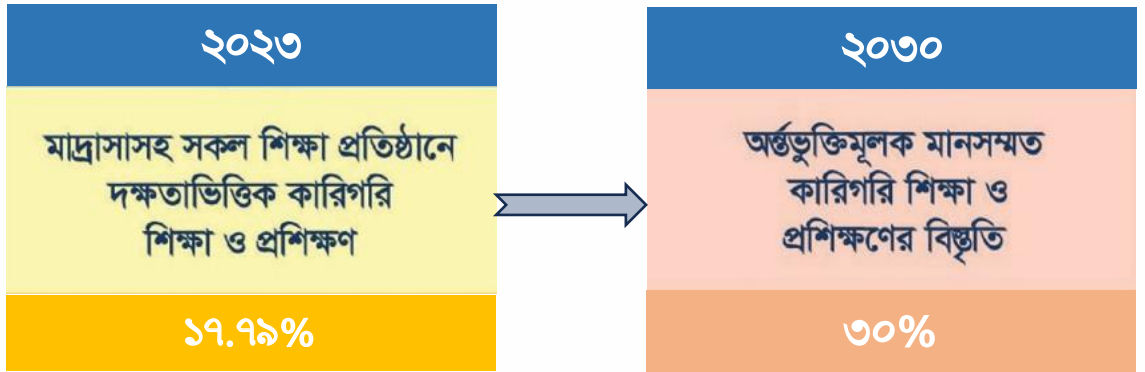 ২০২৩
মাদ্রাসাসহ সকল শিক্ষা প্রতিষ্ঠানে
দক্ষতাভিত্তিক কারিগরি
শিক্ষা ও প্রশিক্ষণ
১৭.৭৯%
২০৩০
অর্ন্তভুক্তিমূলক মানসম্মত
কারিগরি শিক্ষা ও
প্রশিক্ষণের বিস্তৃতি
৩০%